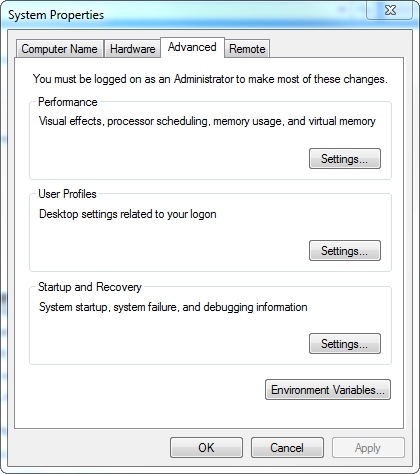 System Properties
Computer Name Hardware Advanced Remote
You must be logged on as an Administrator to make most of these changes.
Performance
Visual effects, processor scheduling, memory usage, and virtual memory
Settings...
User Profiles
Desktop settings related to your logon
Settings...
Startup and Recovery
System startup, system failure, and debugging information
Settings...
Environment Variables...
OK Cancel Apply